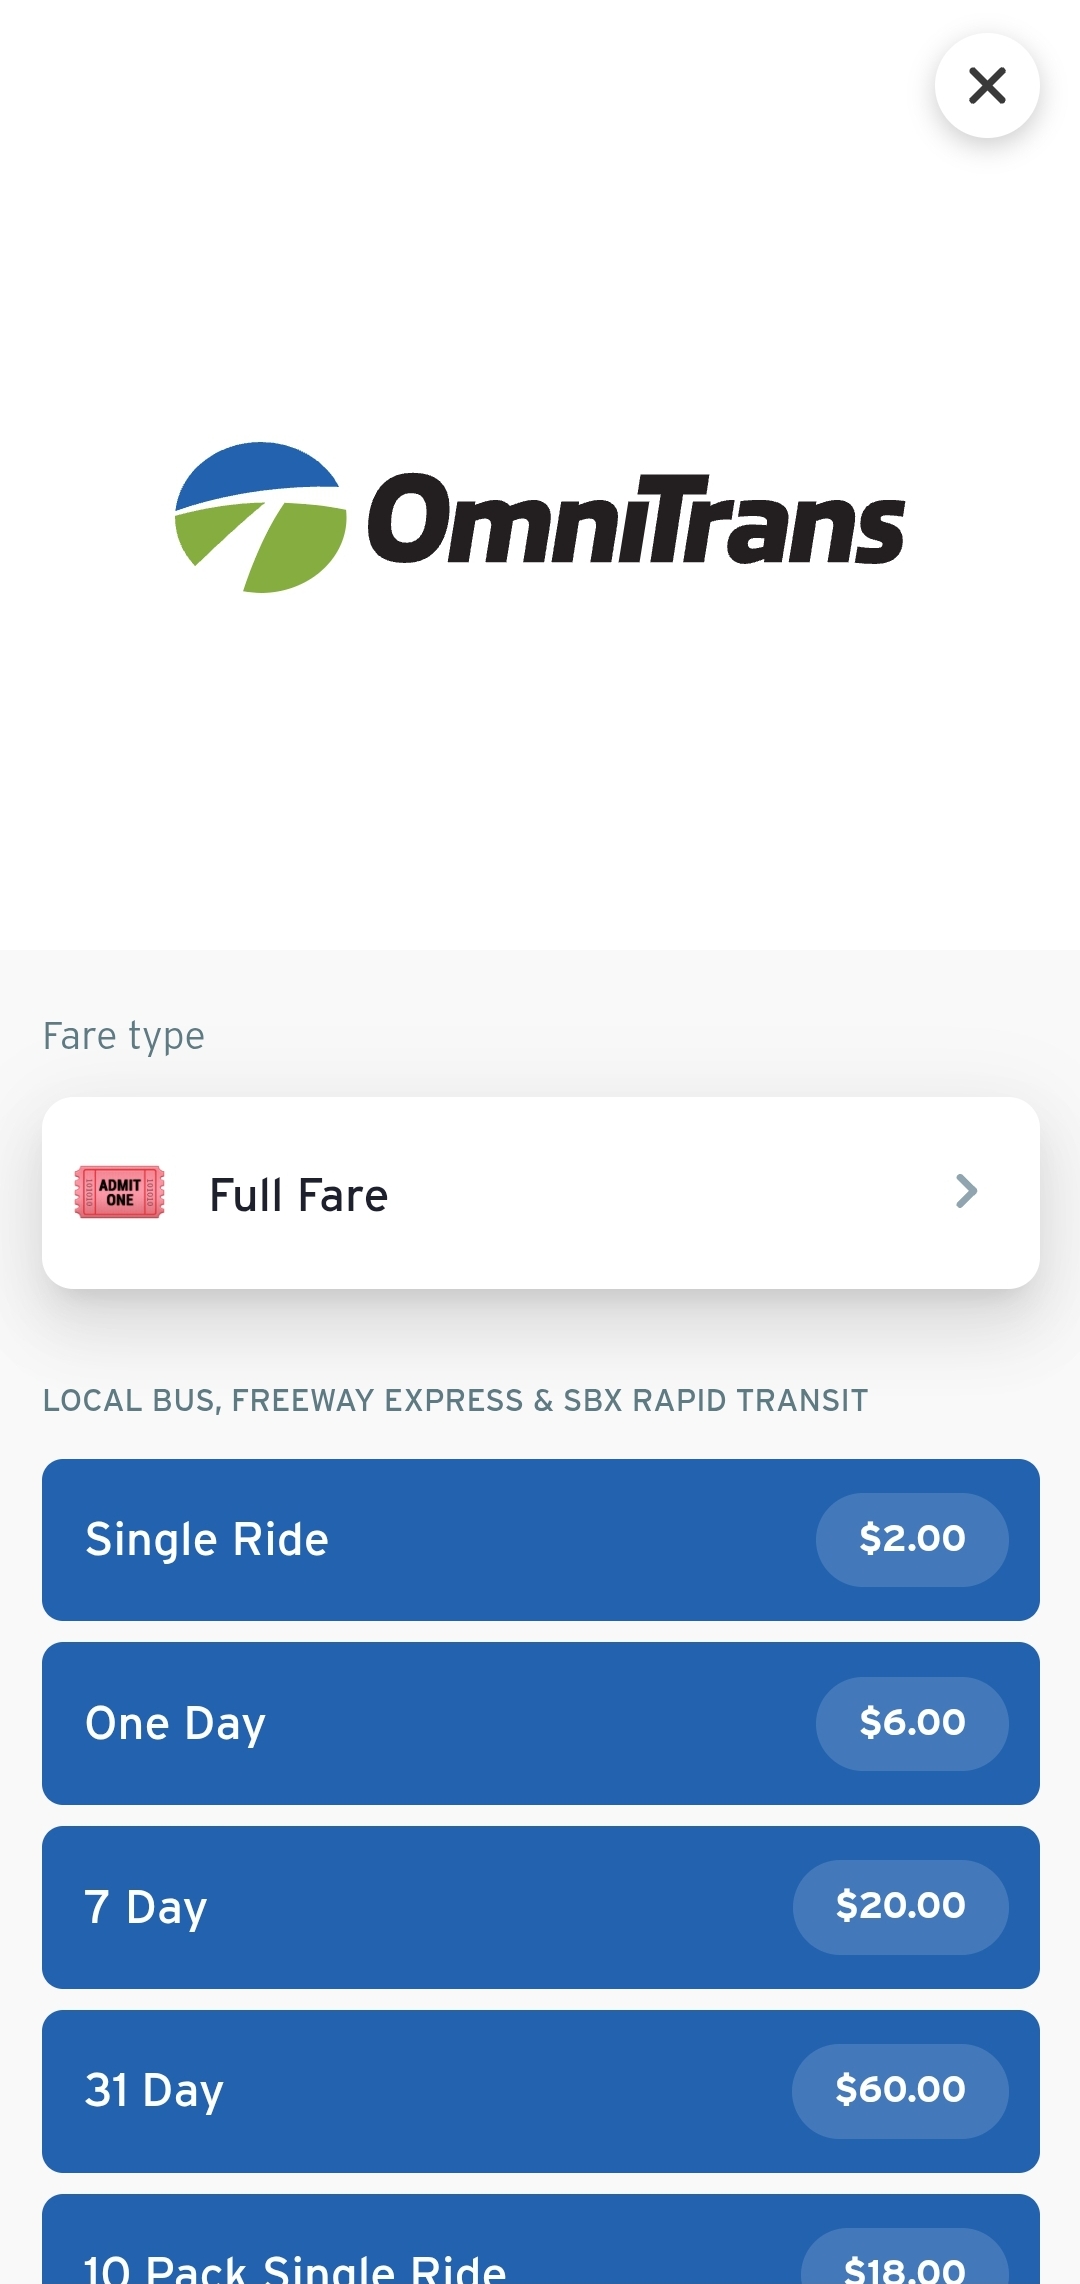 OmniTrans
Fare type
ADMIT
ONE
Full Fare
LOCAL BUS, FREEWAY EXPRESS & SBX RAPID TRANSIT
Single Ride $2.00
One Day $6.00
7 Day $20.00
31 Day $60.00
10 Pack Single Ride $18.00